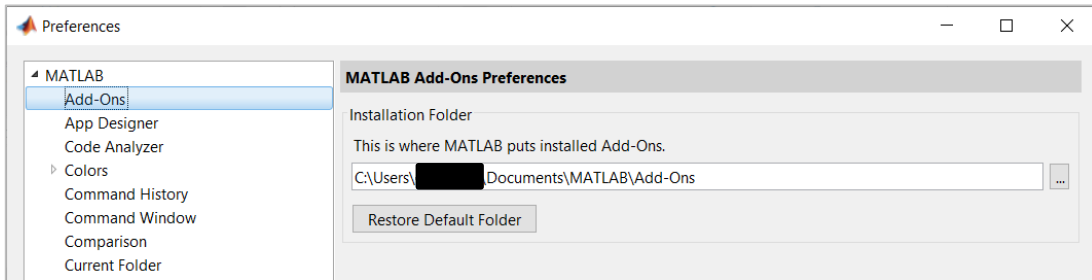 Preferences
MATLAB
Add-Ons
App Designer
Code Analyzer
Colors
Command History
Command Window
Comparison
Current Folder
MATLAB Add-Ons Preferences
Installation Folder
This is where MATLAB puts installed Add-Ons.
C:\Users\ \Documents\MATLAB\Add-Ons
...
Restore Default Folder